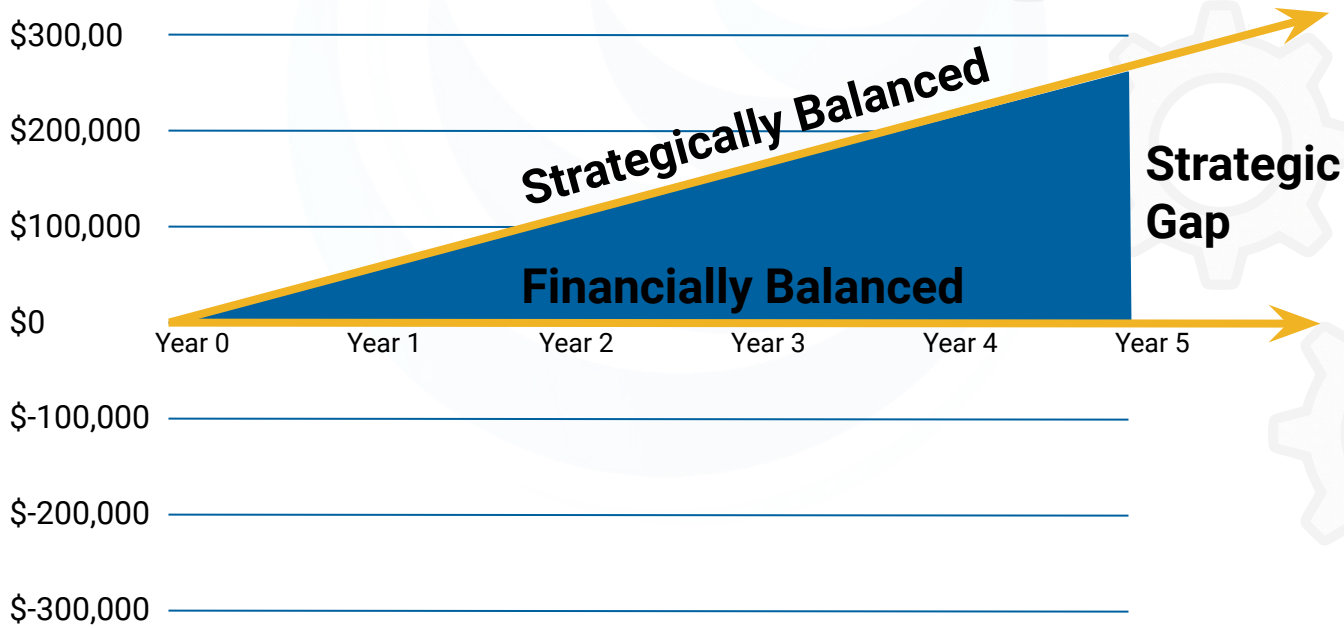 $300,00
$200,000
Strategically Balanced
Strategic
Gap
$100,000
Financially Balanced
$0
Year 0 Year 1 Year 2 Year 3 Year 4 Year 5
$-100,000
$-200,000
$-300,000